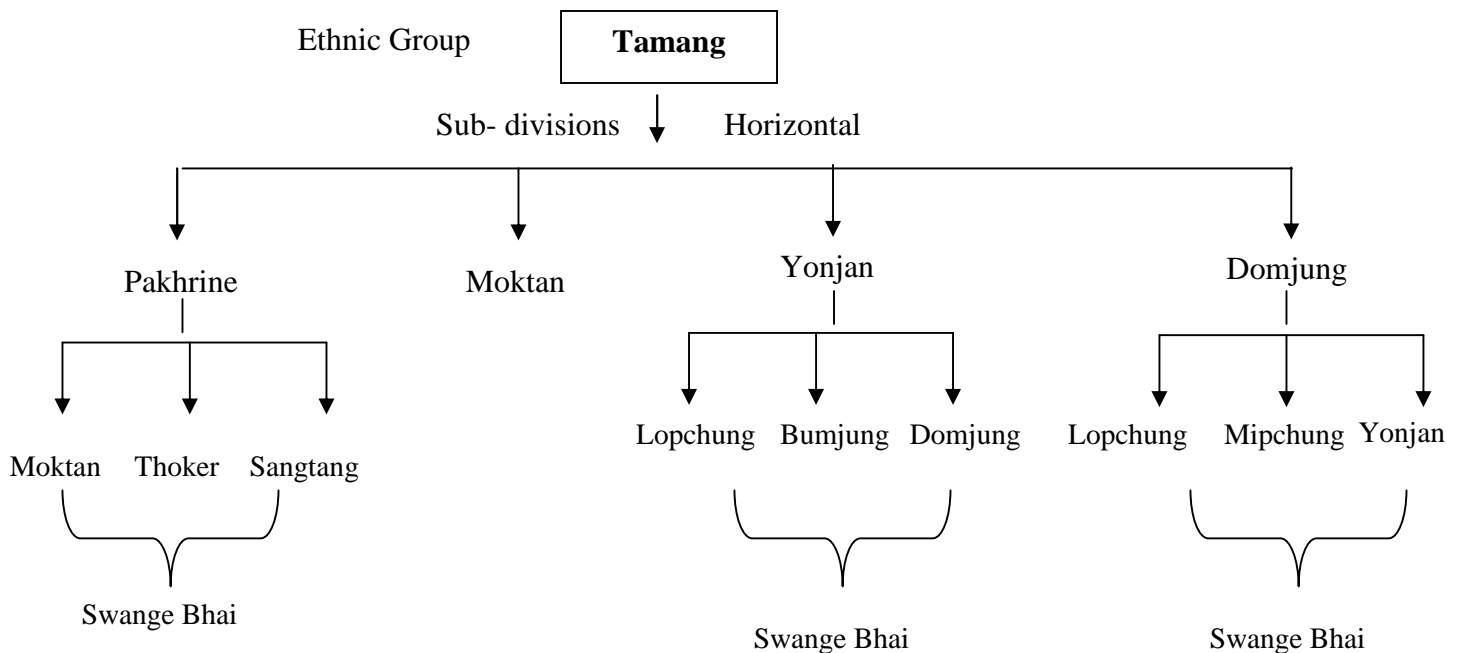 Ethnic Group
Tamang
Sub- divisions Horizontal
Pakhrine Moktan Yonjan Domjung
Moktan Thoker Sangtang
Lopchung Bumjung Domjung
Lopchung Mipchung Yonjan
Swange Bhai
Swange Bhai
Swange Bhai